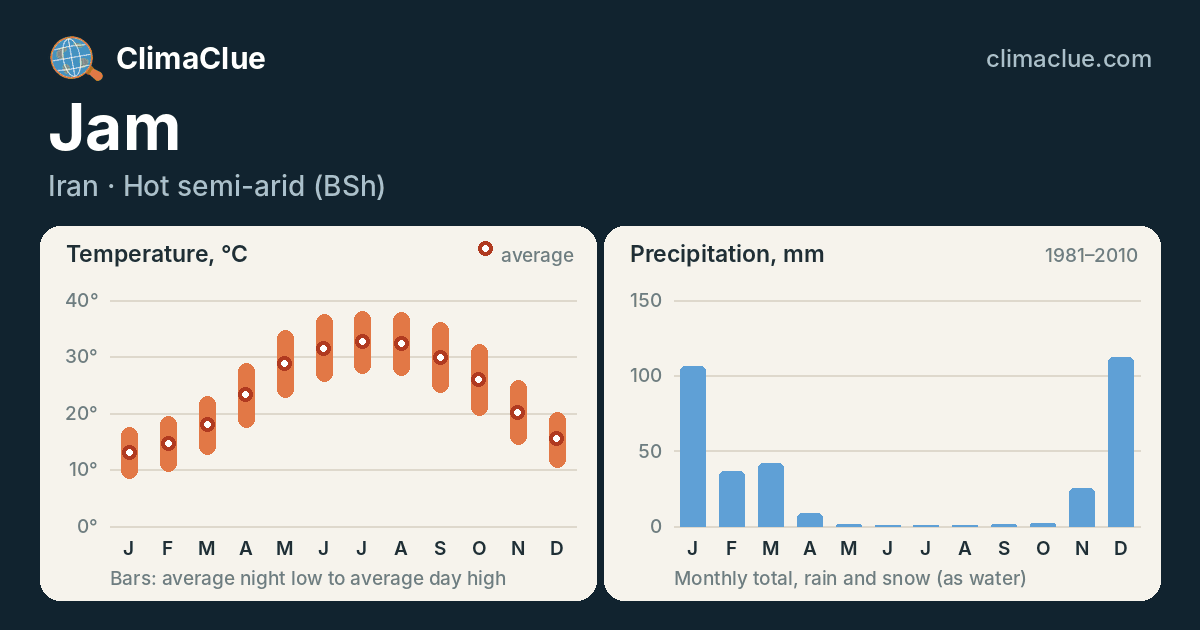 ClimaClue
climaclue.com
Jam
Iran · Hot semi-arid (BSh)
Temperature, °C
average
40°
30°
20°
10°
0°
J F M A M J J A S O N D
Bars: average night low to average day high
Precipitation, mm
1981–2010
150
100
50
0
J F M A M J J A S O N D
Monthly total, rain and snow (as water)